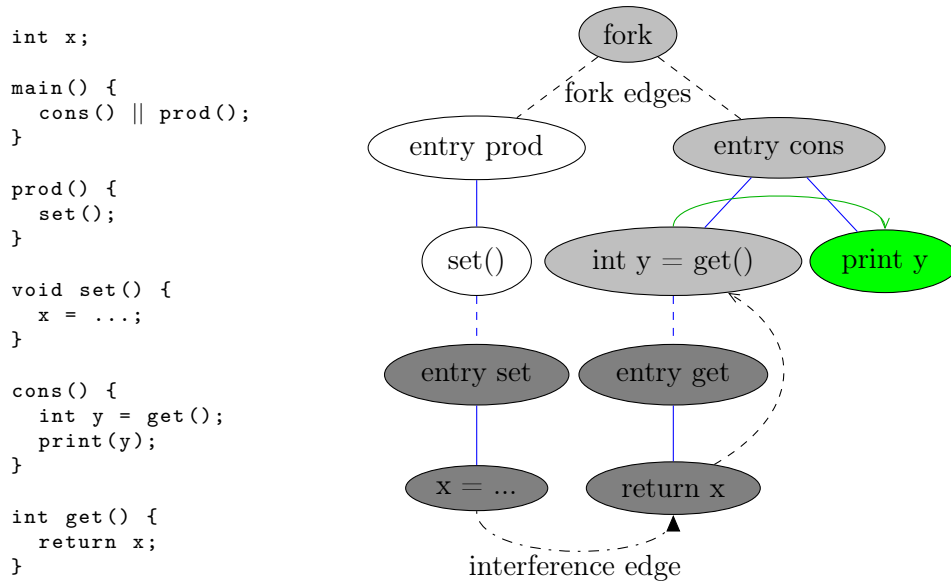 int x;
main() {
  cons() || prod();
}
prod() {
  set();
}
void set() {
  x = ...;
}
cons() {
  int y = get();
  print(y);
}
int get() {
  return x;
}
fork
fork edges
entry prod
entry cons
set()
int y = get()
print y
entry set
entry get
x = ...
return x
interference edge